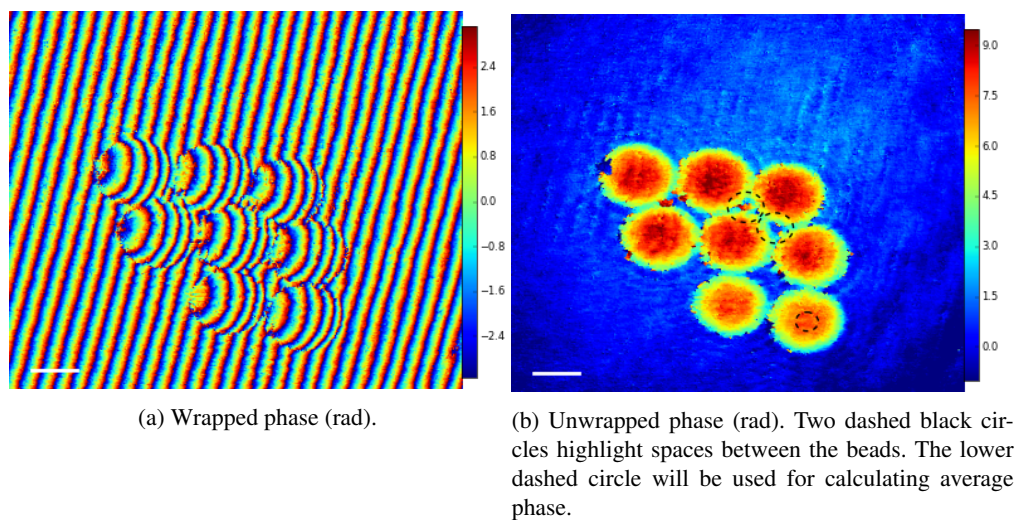 2.4
1.6
0.8
0.0
−0.8
−1.6
−2.4
9.0
7.5
6.0
4.5
3.0
1.5
0.0
(a) Wrapped phase (rad).
(b) Unwrapped phase (rad). Two dashed black cir-
cles highlight spaces between the beads. The lower
dashed circle will be used for calculating average
phase.